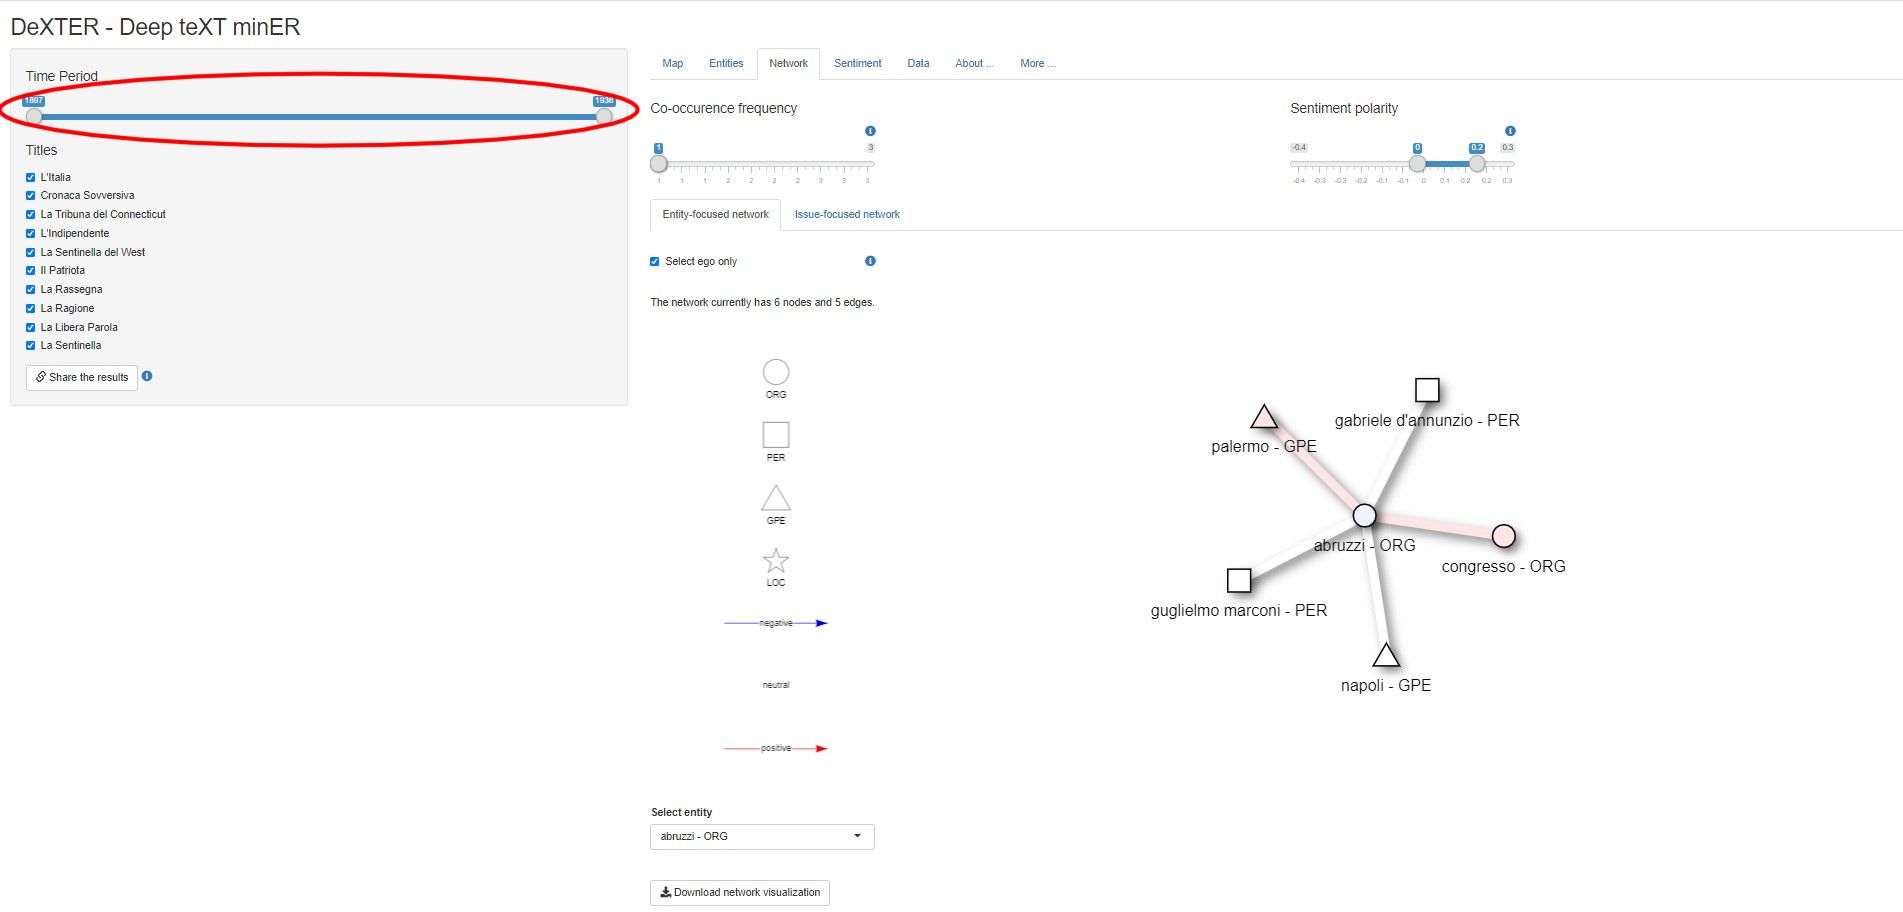 DeXTER - Deep teXT minER
Time Period
1897
1936
Titles
L'Italia
Cronaca Sovversiva
La Tribuna del Connecticut
L'Indipendente
La Sentinella del West
Il Patriota
La Rassegna
La Ragione
La Libera Parola
La Sentinella
Share the results
Map Entities Network Sentiment Data About ... More ...
Co-occurence frequency
1
3
1 1 1 2 2 2 2 3 3 3
Sentiment polarity
-0.4 0 0.2 0.3
-0.4 -0.3 -0.3 -0.2 -0.1 -0.1 0 0.1 0.2 0.2 0.3
Entity-focused network Issue-focused network
Select ego only
The network currently has 6 nodes and 5 edges.
ORG
PER
GPE
LOC
negative
neutral
positive
gabriele d'annunzio - PER
palermo - GPE
abruzzi - ORG
congresso - ORG
guglielmo marconi - PER
napoli - GPE
Select entity
abruzzi - ORG
Download network visualization